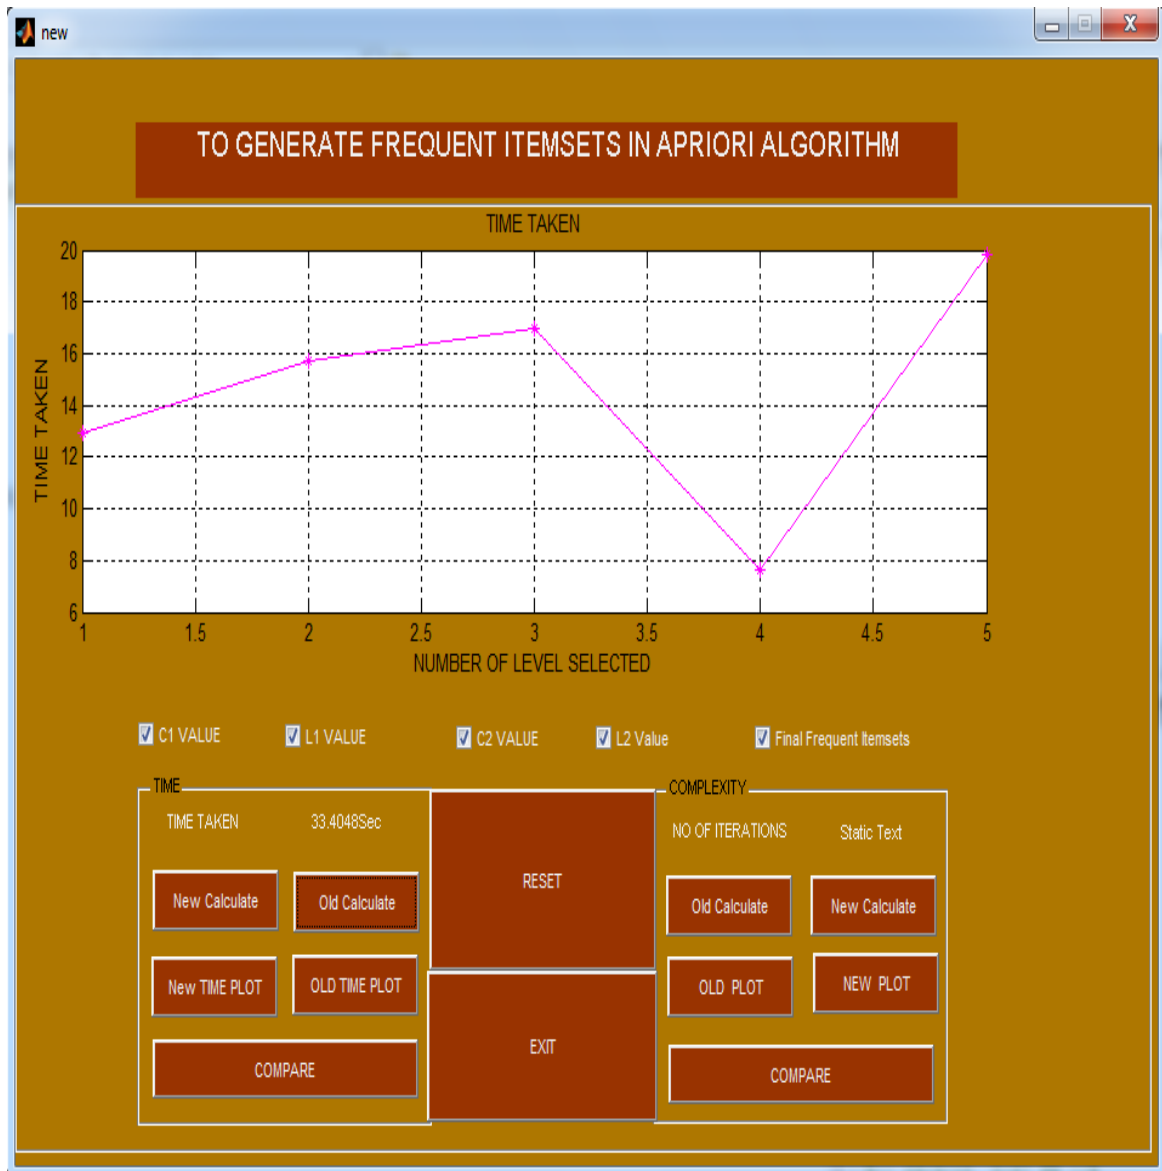 new
TO GENERATE FREQUENT ITEMSETS IN APRIORI ALGORITHM
TIME TAKEN
20
18
16
14
12
10
8
6
TIME TAKEN
1 1.5 2 2.5 3 3.5 4 4.5 5
NUMBER OF LEVEL SELECTED
C1 VALUE L1 VALUE C2 VALUE L2 Value Final Frequent Itemsets
TIME
TIME TAKEN 33.4048Sec
New Calculate Old Calculate
New TIME PLOT OLD TIME PLOT
COMPARE
RESET
EXIT
COMPLEXITY
NO OF ITERATIONS Static Text
Old Calculate New Calculate
OLD PLOT NEW PLOT
COMPARE